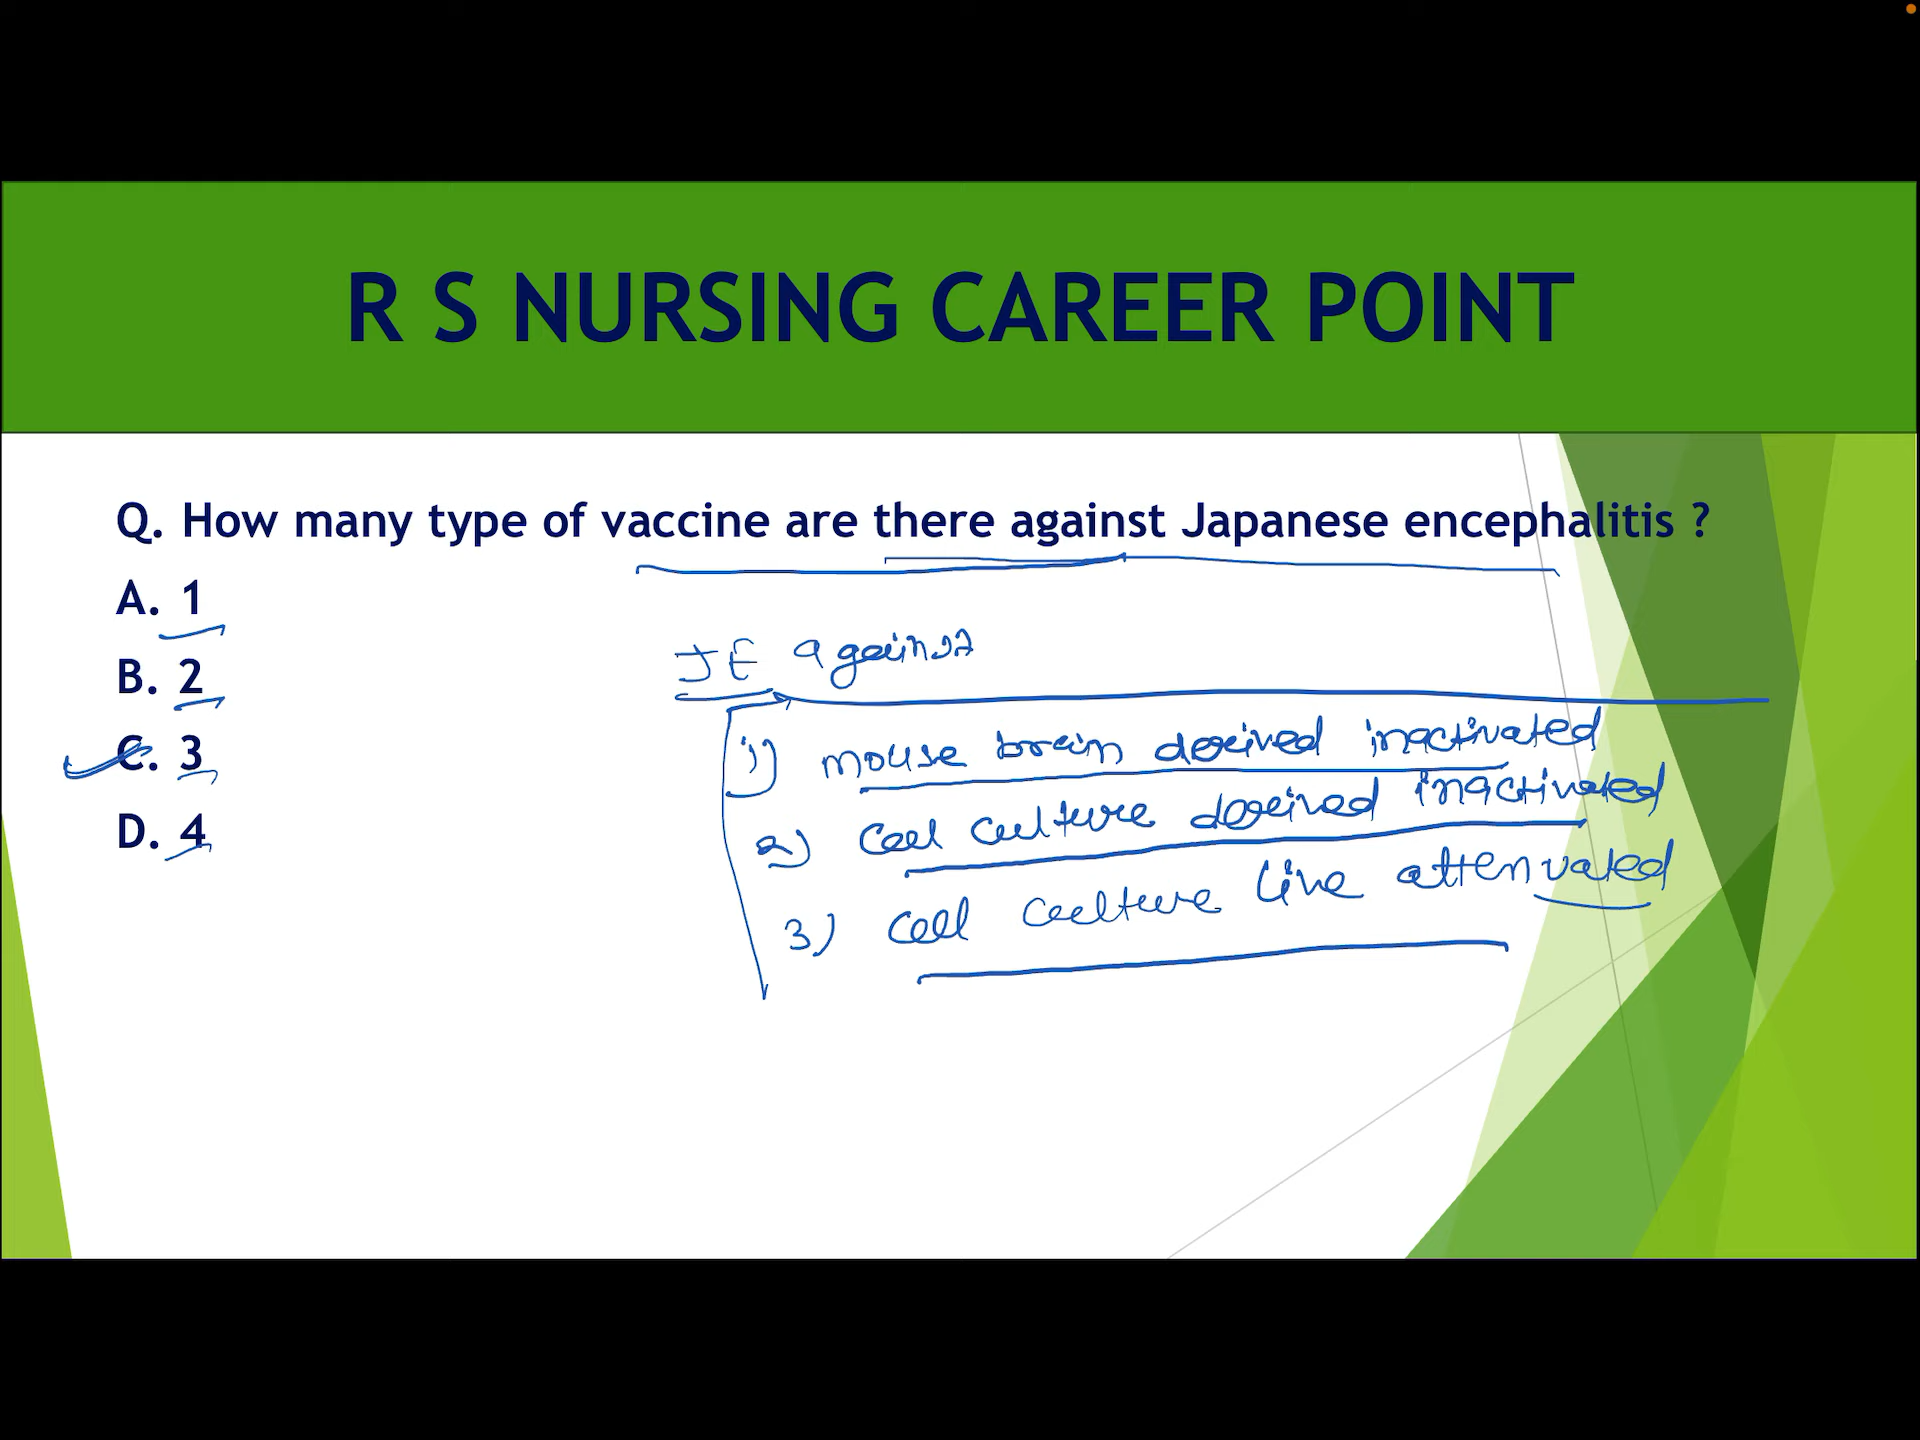 R S NURSING CAREER POINT
Q. How many type of vaccine are there against Japanese encephalitis ?
A. 1
B. 2
C. 3
D. 4
JE against
1) mouse brain derived inactivated
2) cell culture derived inactivated
3) cell culture live attenuated